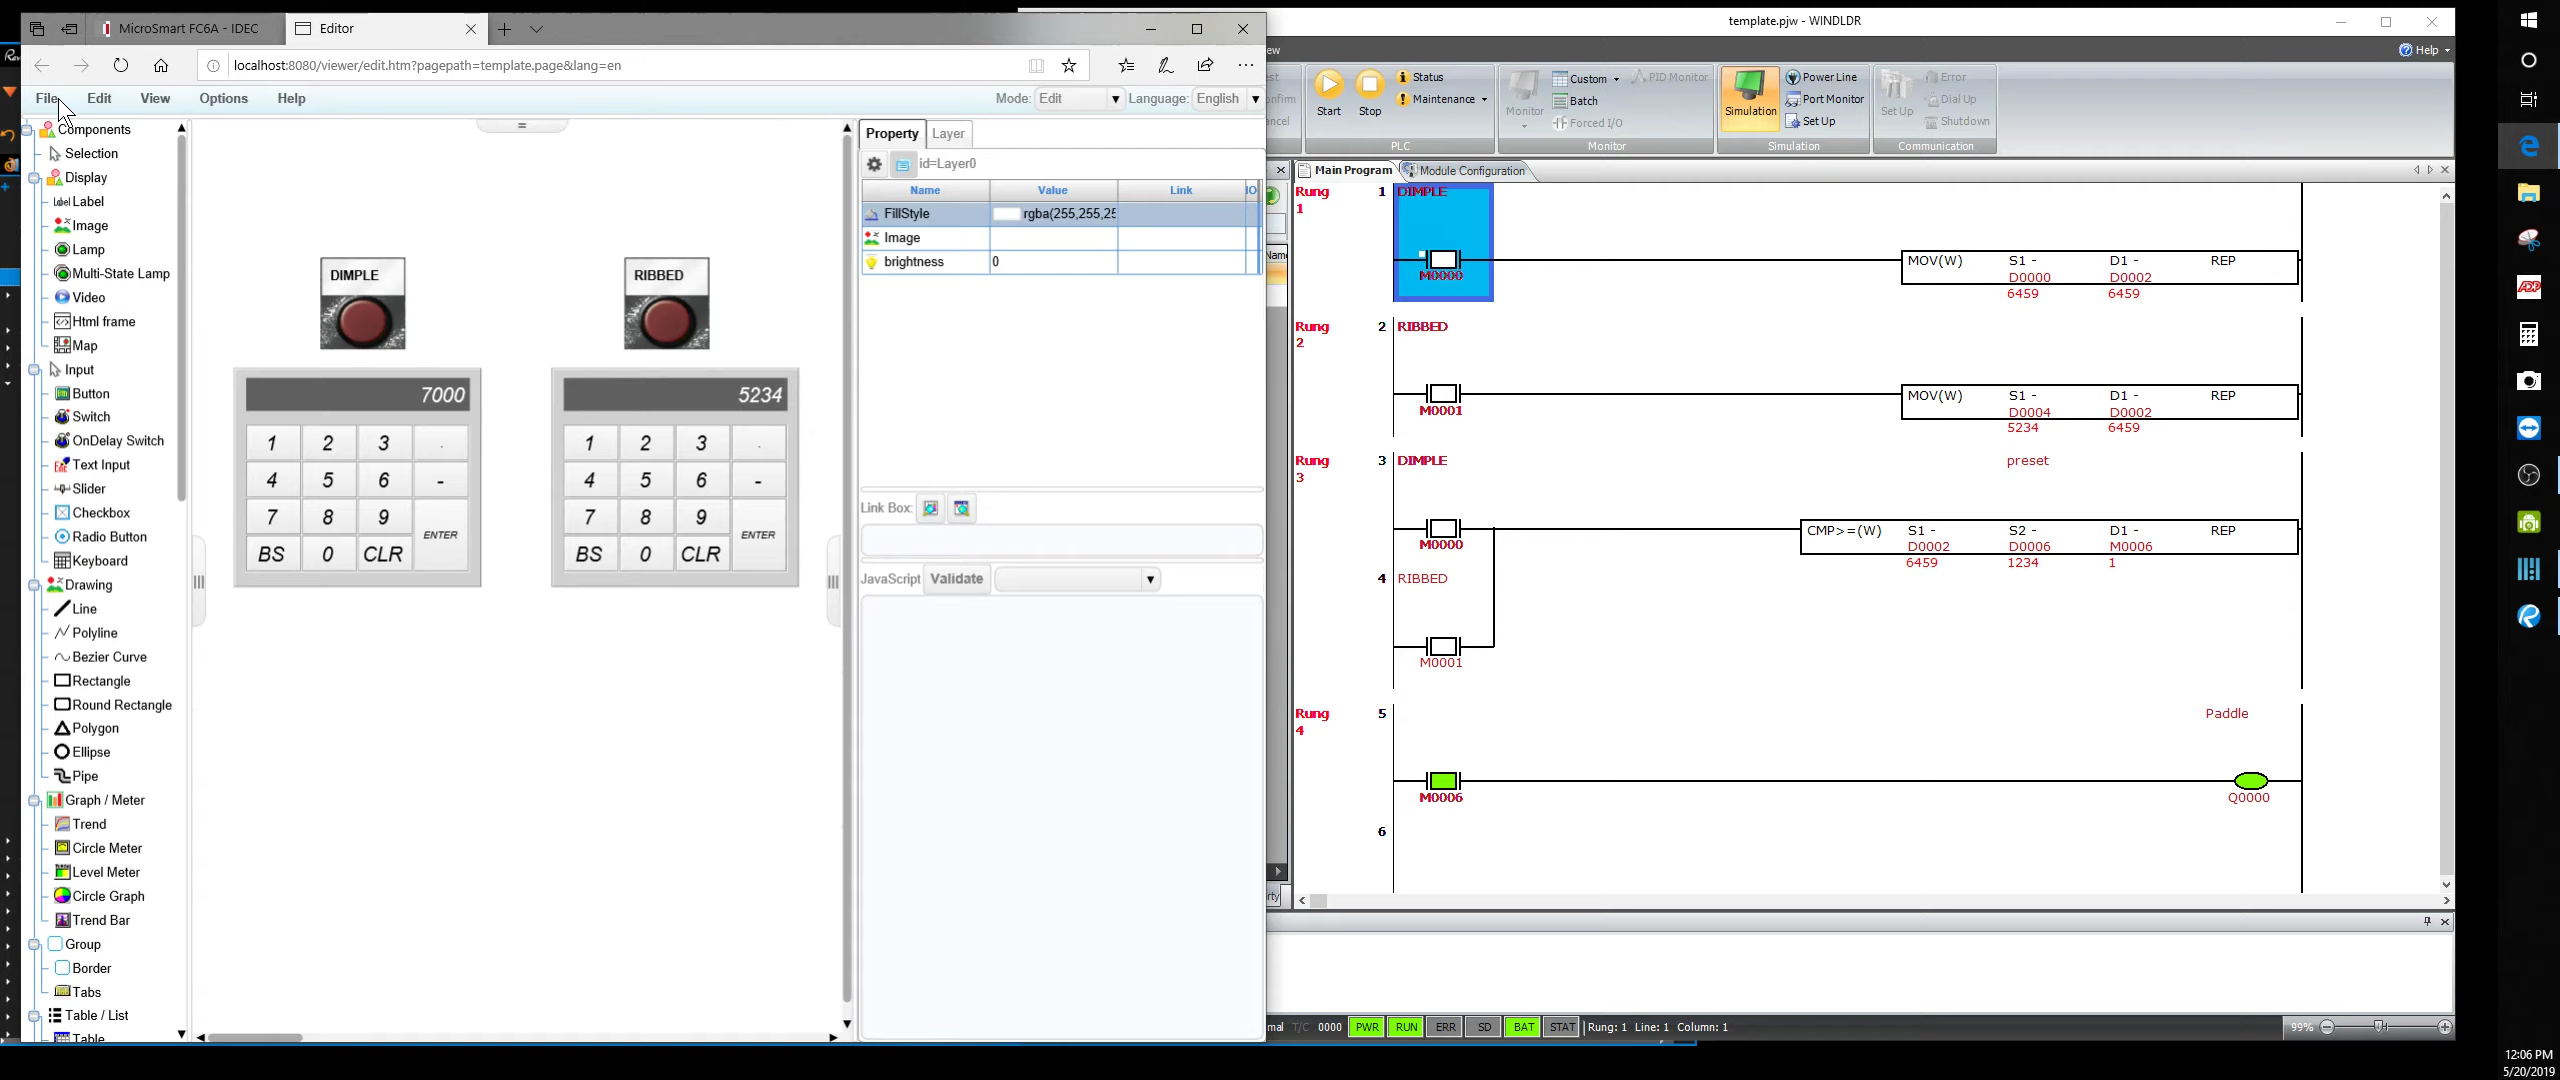 MicroSmart FC6A - IDEC
Editor
localhost:8080/viewer/edit.htm?pagepath=template.page&lang=en
File Edit View Options Help
Mode: Edit Language: English
Components
Selection
Display
Label Label
Image
Lamp
Multi-State Lamp
Video
Html frame
Map
Input
Button
Switch
OnDelay Switch
Text Input
Slider
Checkbox
Radio Button
Keyboard
Drawing
Line
Polyline
Bezier Curve
Rectangle
Round Rectangle
Polygon
Ellipse
Pipe
Graph / Meter
Trend
Circle Meter
Level Meter
Circle Graph
Trend Bar
Group
Border
Tabs
Table / List
Table
DIMPLE
7000
1 2 3 .
4 5 6 -
7 8 9
ENTER
BS 0 CLR
RIBBED
5234
1 2 3 .
4 5 6 -
7 8 9
ENTER
BS 0 CLR
Property Layer
id=Layer0
Name Value Link IO
FillStyle rgba(255,255,25
Image
brightness 0
Link Box:
JavaScript Validate
template.pjw - WINDLDR
ew
Help
Start Stop Status Maintenance
PLC
Monitor Custom Batch Forced I/O PID Monitor
Monitor
Simulation Power Line Port Monitor Set Up
Simulation
Set Up Error Dial Up Shutdown
Communication
Main Program Module Configuration
Rung 1 1 DIMPLE
M0000
MOV(W) S1 - D1 - REP
D0000 D0002
6459 6459
Rung 2 2 RIBBED
M0001
MOV(W) S1 - D1 - REP
D0004 D0002
5234 6459
Rung 3 3 DIMPLE
preset
M0000
CMP>=(W) S1 - S2 - D1 - REP
D0002 D0006 M0006
6459 1234 1
4 RIBBED
M0001
Rung 4 5
Paddle
M0006
Q0000
6
mal T/C 0000 PWR RUN ERR SD BAT STAT Rung: 1 Line: 1 Column: 1
99%
ADP
12:06 PM
5/20/2019